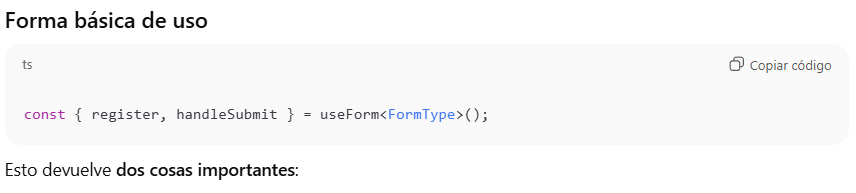 Forma básica de uso
ts
Copiar código
const { register, handleSubmit } = useForm<FormType>();
Esto devuelve dos cosas importantes: